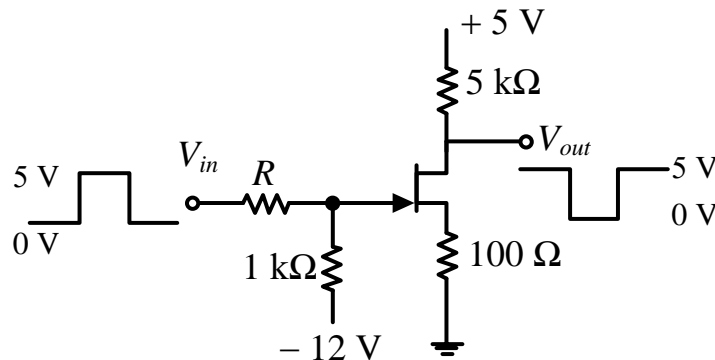 + 5 V
5 kΩ
V_out
V_in
R
5 V
0 V
5 V
0 V
1 kΩ
100 Ω
− 12 V